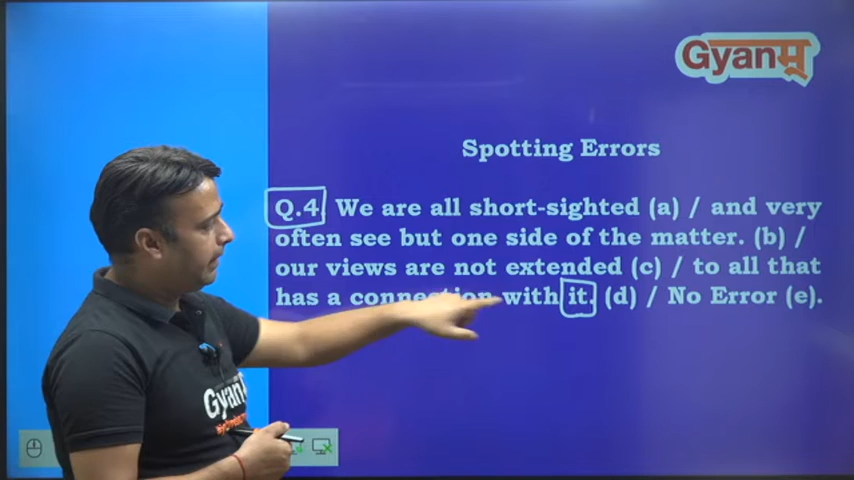 Gyanम्
Spotting Errors
Q.4 We are all short-sighted (a) / and very
often see but one side of the matter. (b) /
our views are not extended (c) / to all that
has a connection with it. (d) / No Error (e).
Gyan